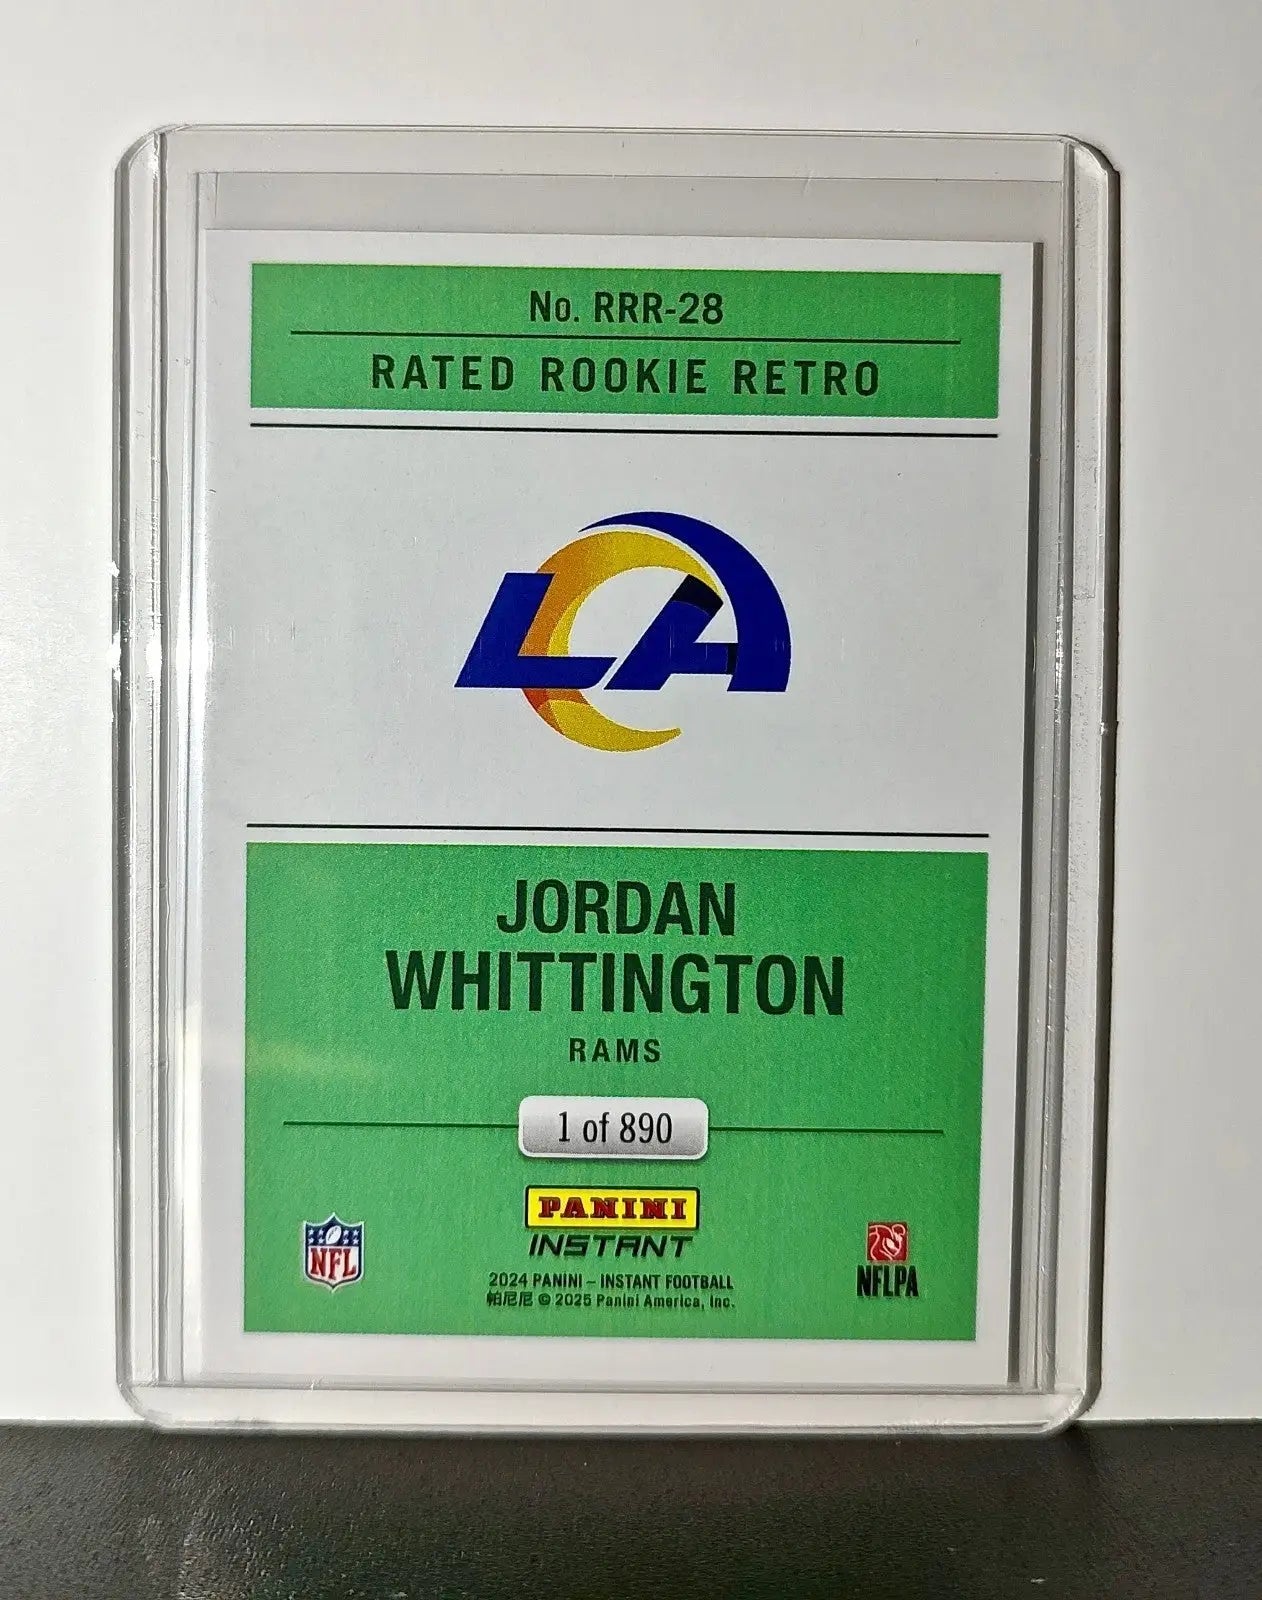 No. RRR-28
RATED ROOKIE RETRO
LA
JORDAN
WHITTINGTON
RAMS
1 of 890
PANINI
INSTANT
NFL
NFLPA
2024 PANINI – INSTANT FOOTBALL
帕尼尼 © 2025 Panini America, Inc.